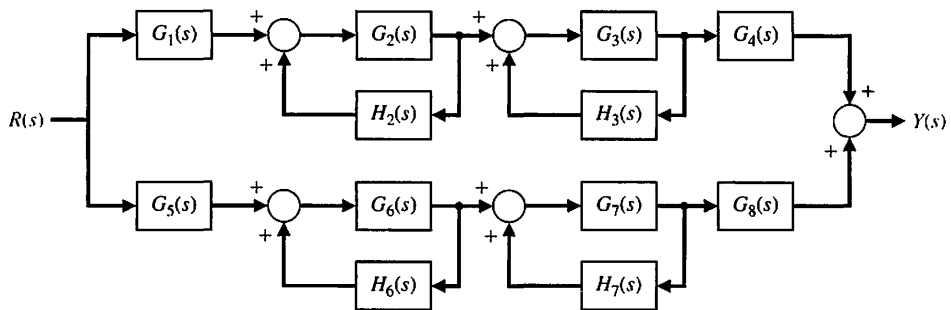 G1(s) + G2(s) + G3(s) G4(s)
+ + +
H2(s) H3(s)
R(s) Y(s)
+ + +
G5(s) G6(s) G7(s) G8(s)
+ +
H6(s) H7(s)